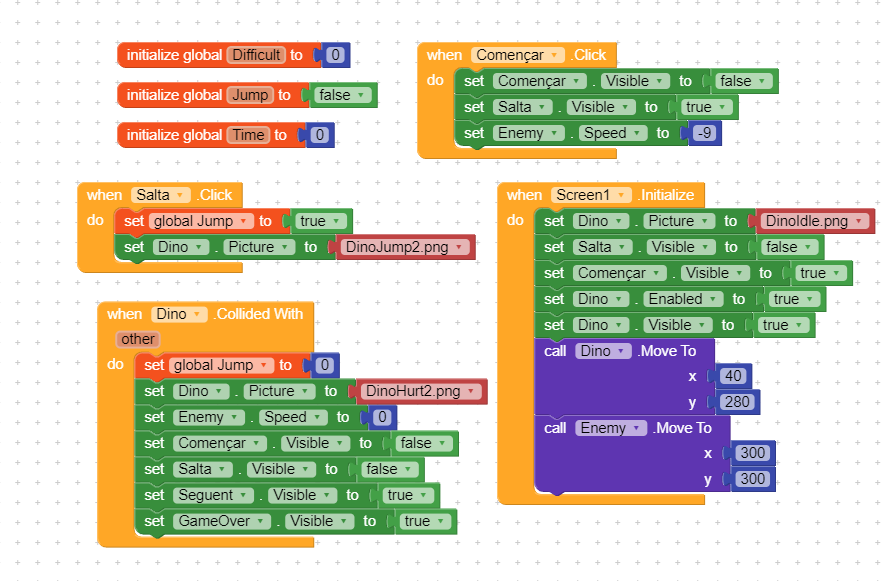 initialize global Difficult to 0
initialize global Jump to false
initialize global Time to 0
when Començar .Click
do set Començar . Visible to false
set Salta . Visible to true
set Enemy . Speed to -9
when Salta .Click
do set global Jump to true
set Dino . Picture to DinoJump2.png
when Dino .Collided With
other
do set global Jump to 0
set Dino . Picture to DinoHurt2.png
set Enemy . Speed to 0
set Començar . Visible to false
set Salta . Visible to false
set Seguent . Visible to true
set GameOver . Visible to true
when Screen1 .Initialize
do set Dino . Picture to DinoIdle.png
set Salta . Visible to false
set Començar . Visible to true
set Dino . Enabled to true
set Dino . Visible to true
call Dino .Move To
x 40
y 280
call Enemy .Move To
x 300
y 300